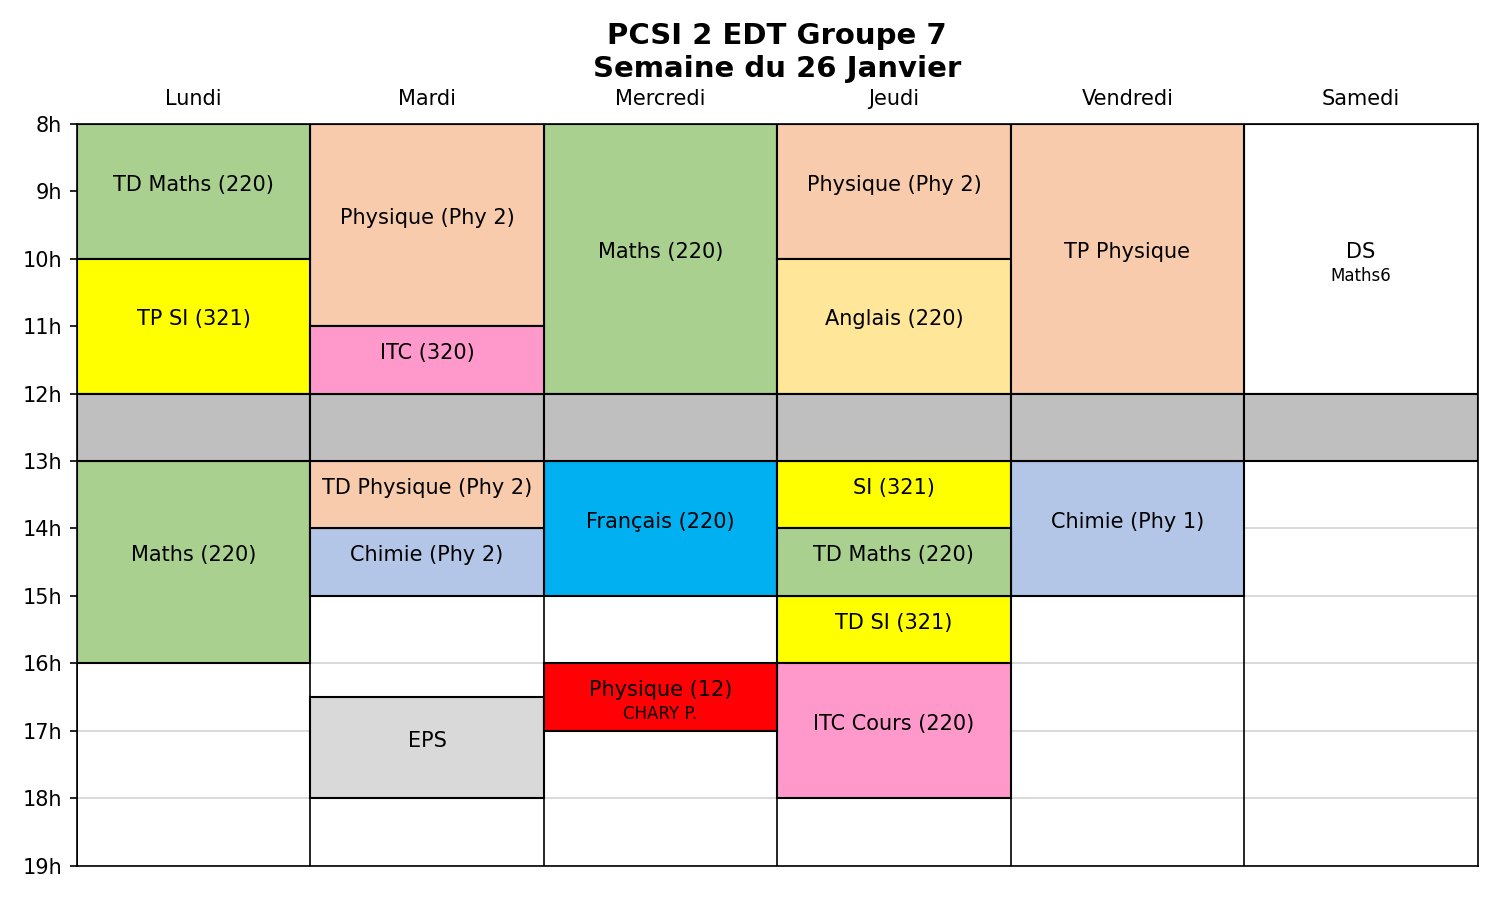 PCSI 2 EDT Groupe 7
Semaine du 26 Janvier
Lundi
Mardi
Mercredi
Jeudi
Vendredi
Samedi
8h
9h
10h
11h
12h
13h
14h
15h
16h
17h
18h
19h
TD Maths (220)
TP SI (321)
Maths (220)
Physique (Phy 2)
ITC (320)
TD Physique (Phy 2)
Chimie (Phy 2)
EPS
Maths (220)
Français (220)
Physique (12)
CHARY P.
Physique (Phy 2)
Anglais (220)
SI (321)
TD Maths (220)
TD SI (321)
ITC Cours (220)
TP Physique
Chimie (Phy 1)
DS
Maths6